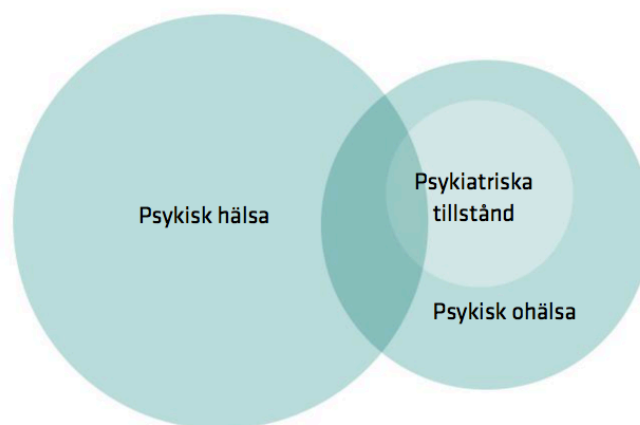 Psykisk hälsa
Psykiatriska
tillstånd
Psykisk ohälsa